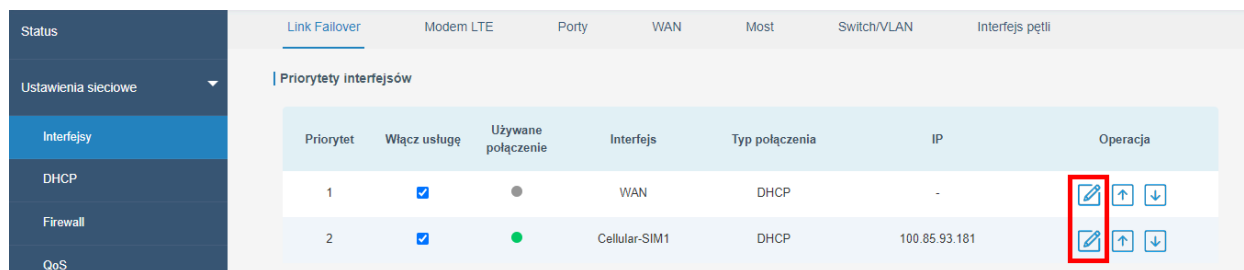 Status
Ustawienia sieciowe
Interfejsy
DHCP
Firewall
QoS
Link Failover Modem LTE Porty WAN Most Switch/VLAN Interfejs pętli
Priorytety interfejsów
Priorytet Włącz usługę Używane połączenie Interfejs Typ połączenia IP Operacja
1 WAN DHCP -
2 Cellular-SIM1 DHCP 100.85.93.181